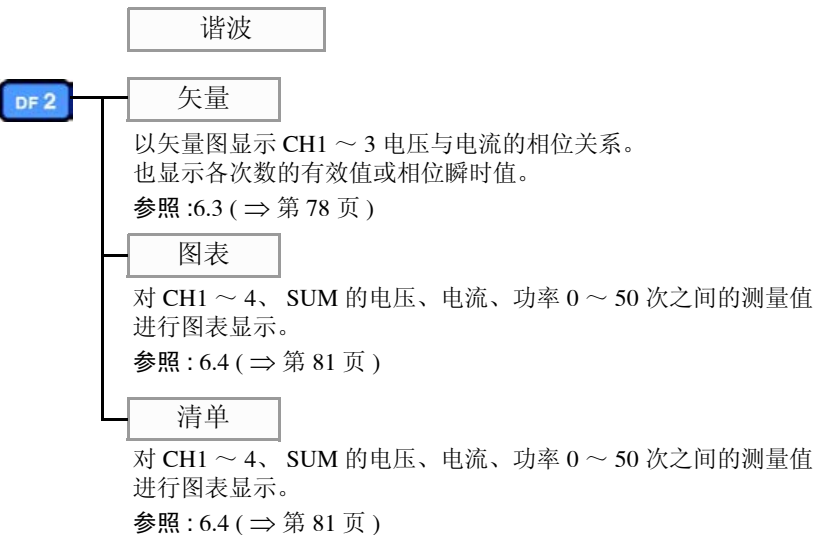 谐波
DF 2
矢量
以矢量图显示 CH1 ～ 3 电压与电流的相位关系。
也显示各次数的有效值或相位瞬时值。
参照 :6.3 ( ⇒ 第 78 页 )
图表
对 CH1 ～ 4、 SUM 的电压、电流、功率 0 ～ 50 次之间的测量值
进行图表显示。
参照 : 6.4 ( ⇒ 第 81 页 )
清单
对 CH1 ～ 4、 SUM 的电压、电流、功率 0 ～ 50 次之间的测量值
进行图表显示。
参照 : 6.4 ( ⇒ 第 81 页 )